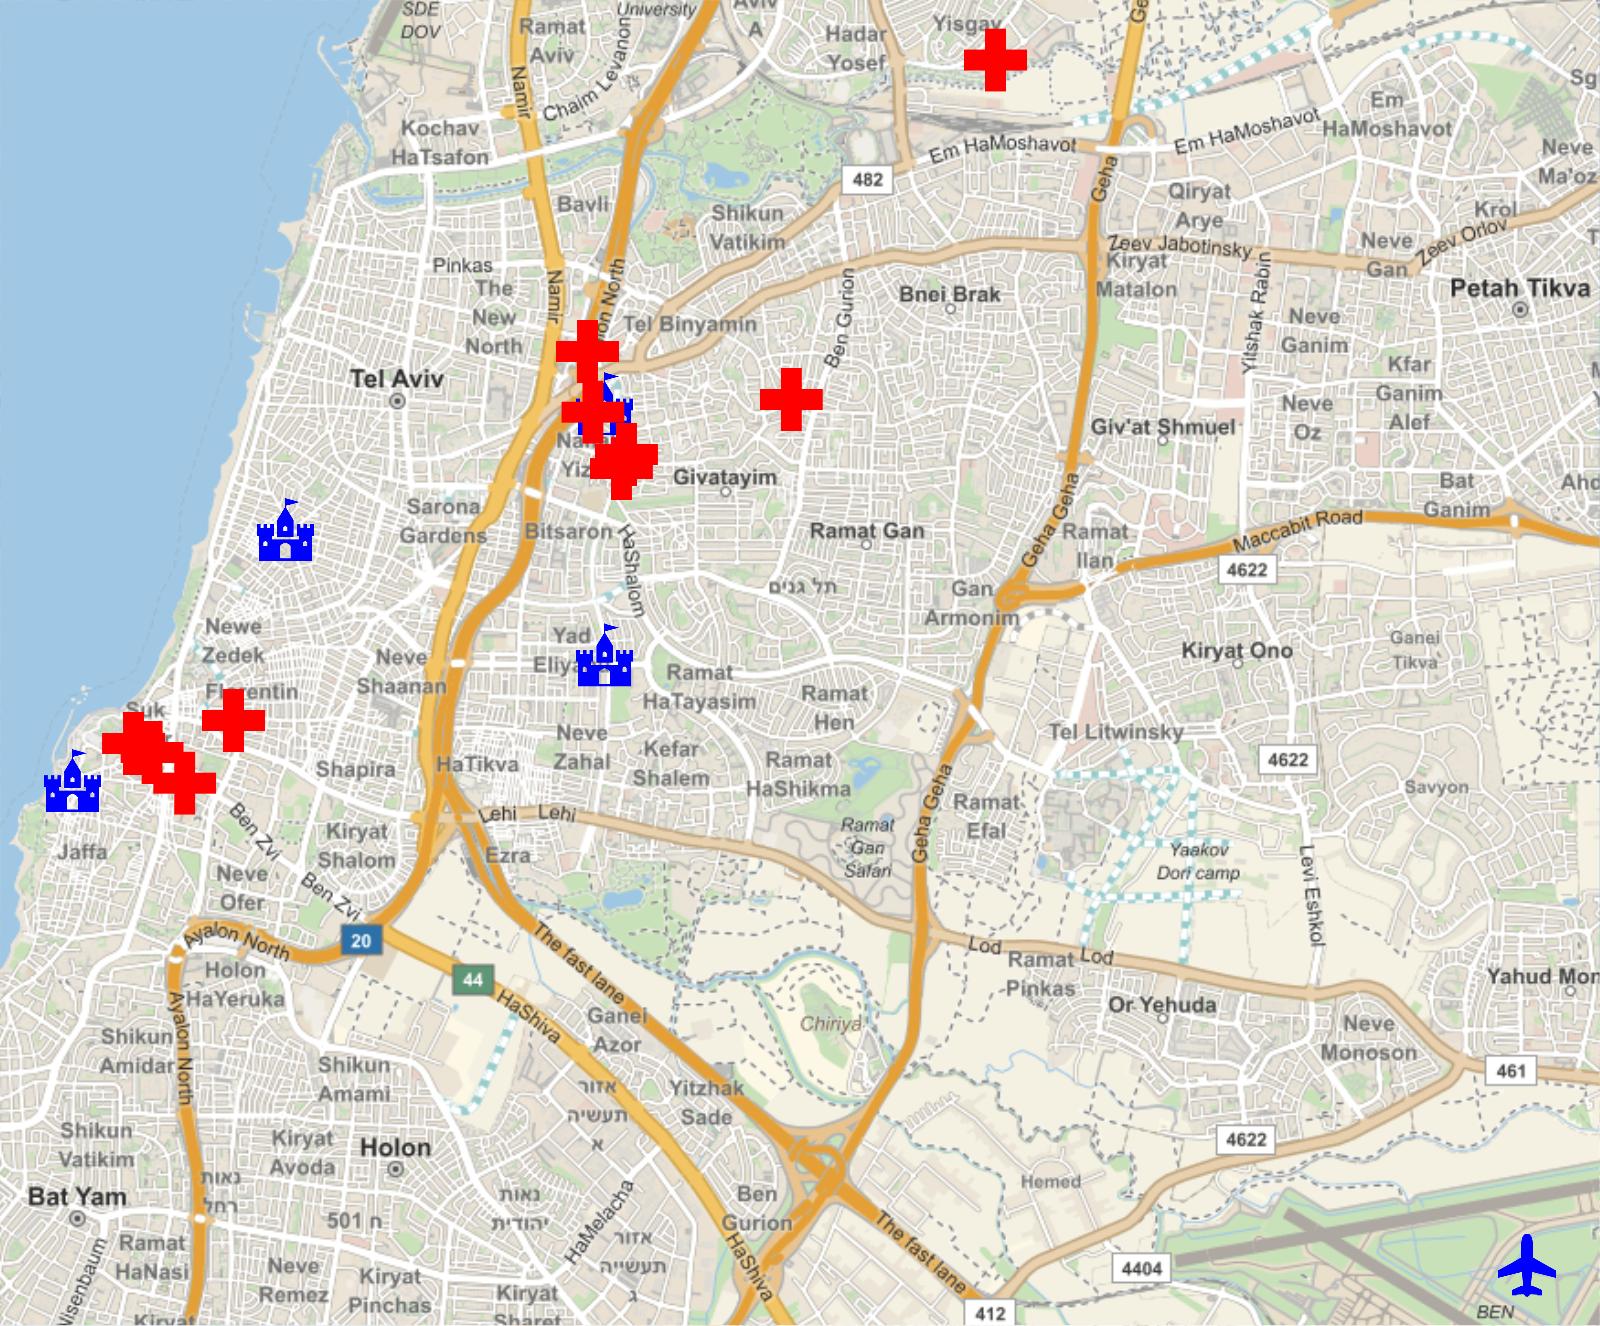 SDE
DOV
Ramat
Aviv
University
A
Hadar
Yosef
Namir
Chaim Levanon
Kochav
HaTsafon
Em HaMoshavot
Em HaMoshavot
Em
HaMoshavot
Neve
Ma'oz
482
Geha
Bavli
Shikun
Vatikim
Qiryat
Arye
Krol
Zeev Jabotinsky
Zeev Orlov
Neve
Gan
Kiryat
Matalon
Pinkas
The
New
North
Namir
Tel Binyamin
Ben Gurion
Bnei Brak
Yitshak Rabin
Petah Tikva
Neve
Ganim
Tel Aviv
Kfar
Ganim
Alef
Neve
Oz
Giv'at Shmuel
Givatayim
Bat
Ganim
Sarona
Gardens
Bitsaron
HaShalom
Ramat Gan
Geha Geha
Ramat
Ilan
Maccabit Road
4622
תל גנים
Gan
Armonim
Newe
Zedek
Yad
Neve
Shaanan
Ramat
HaTayasim
Ramat
Hen
Kiryat Ono
Ganei
Tikva
Suk
Tel Litwinsky
Neve
Zahal
Kefar
Shalem
Ramat
HaShikma
Shapira
HaTikva
4622
Savyon
Geha Geha
Ramat
Efal
Lehi
Lehi
Ben Zvi
Kiryat
Shalom
Ramat
Gan
Safari
Jaffa
Ezra
Yaakov
Dori camp
Levi Eshkol
Neve
Ofer
Ben Zvi
20
Ayalon North
The fast lane
Lod
Lod
Ramat
Pinkas
Holon
HaYeruka
44
HaShiva
Yahud Mon
Or Yehuda
Ayalon North
Ganei
Azor
Chiriya
Neve
Monoson
Shikun
Amidar
Shikun
Amami
461
אזור
תעשיה
א
Yitzhak
Sade
Shikun
Vatikim
Kiryat
Avoda
Holon
4622
נאות
רחל
Hemed
Bat Yam
נאות
יהודית
HaMelacha
Ben
Gurion
501 ח
The fast lane
אזור
תעשייה
ג
Ramat
HaNasi
Neve
Remez
Kiryat
Pinchas
HaShiva
4404
Kiryat
Sharet
Kiryat
412
BEN